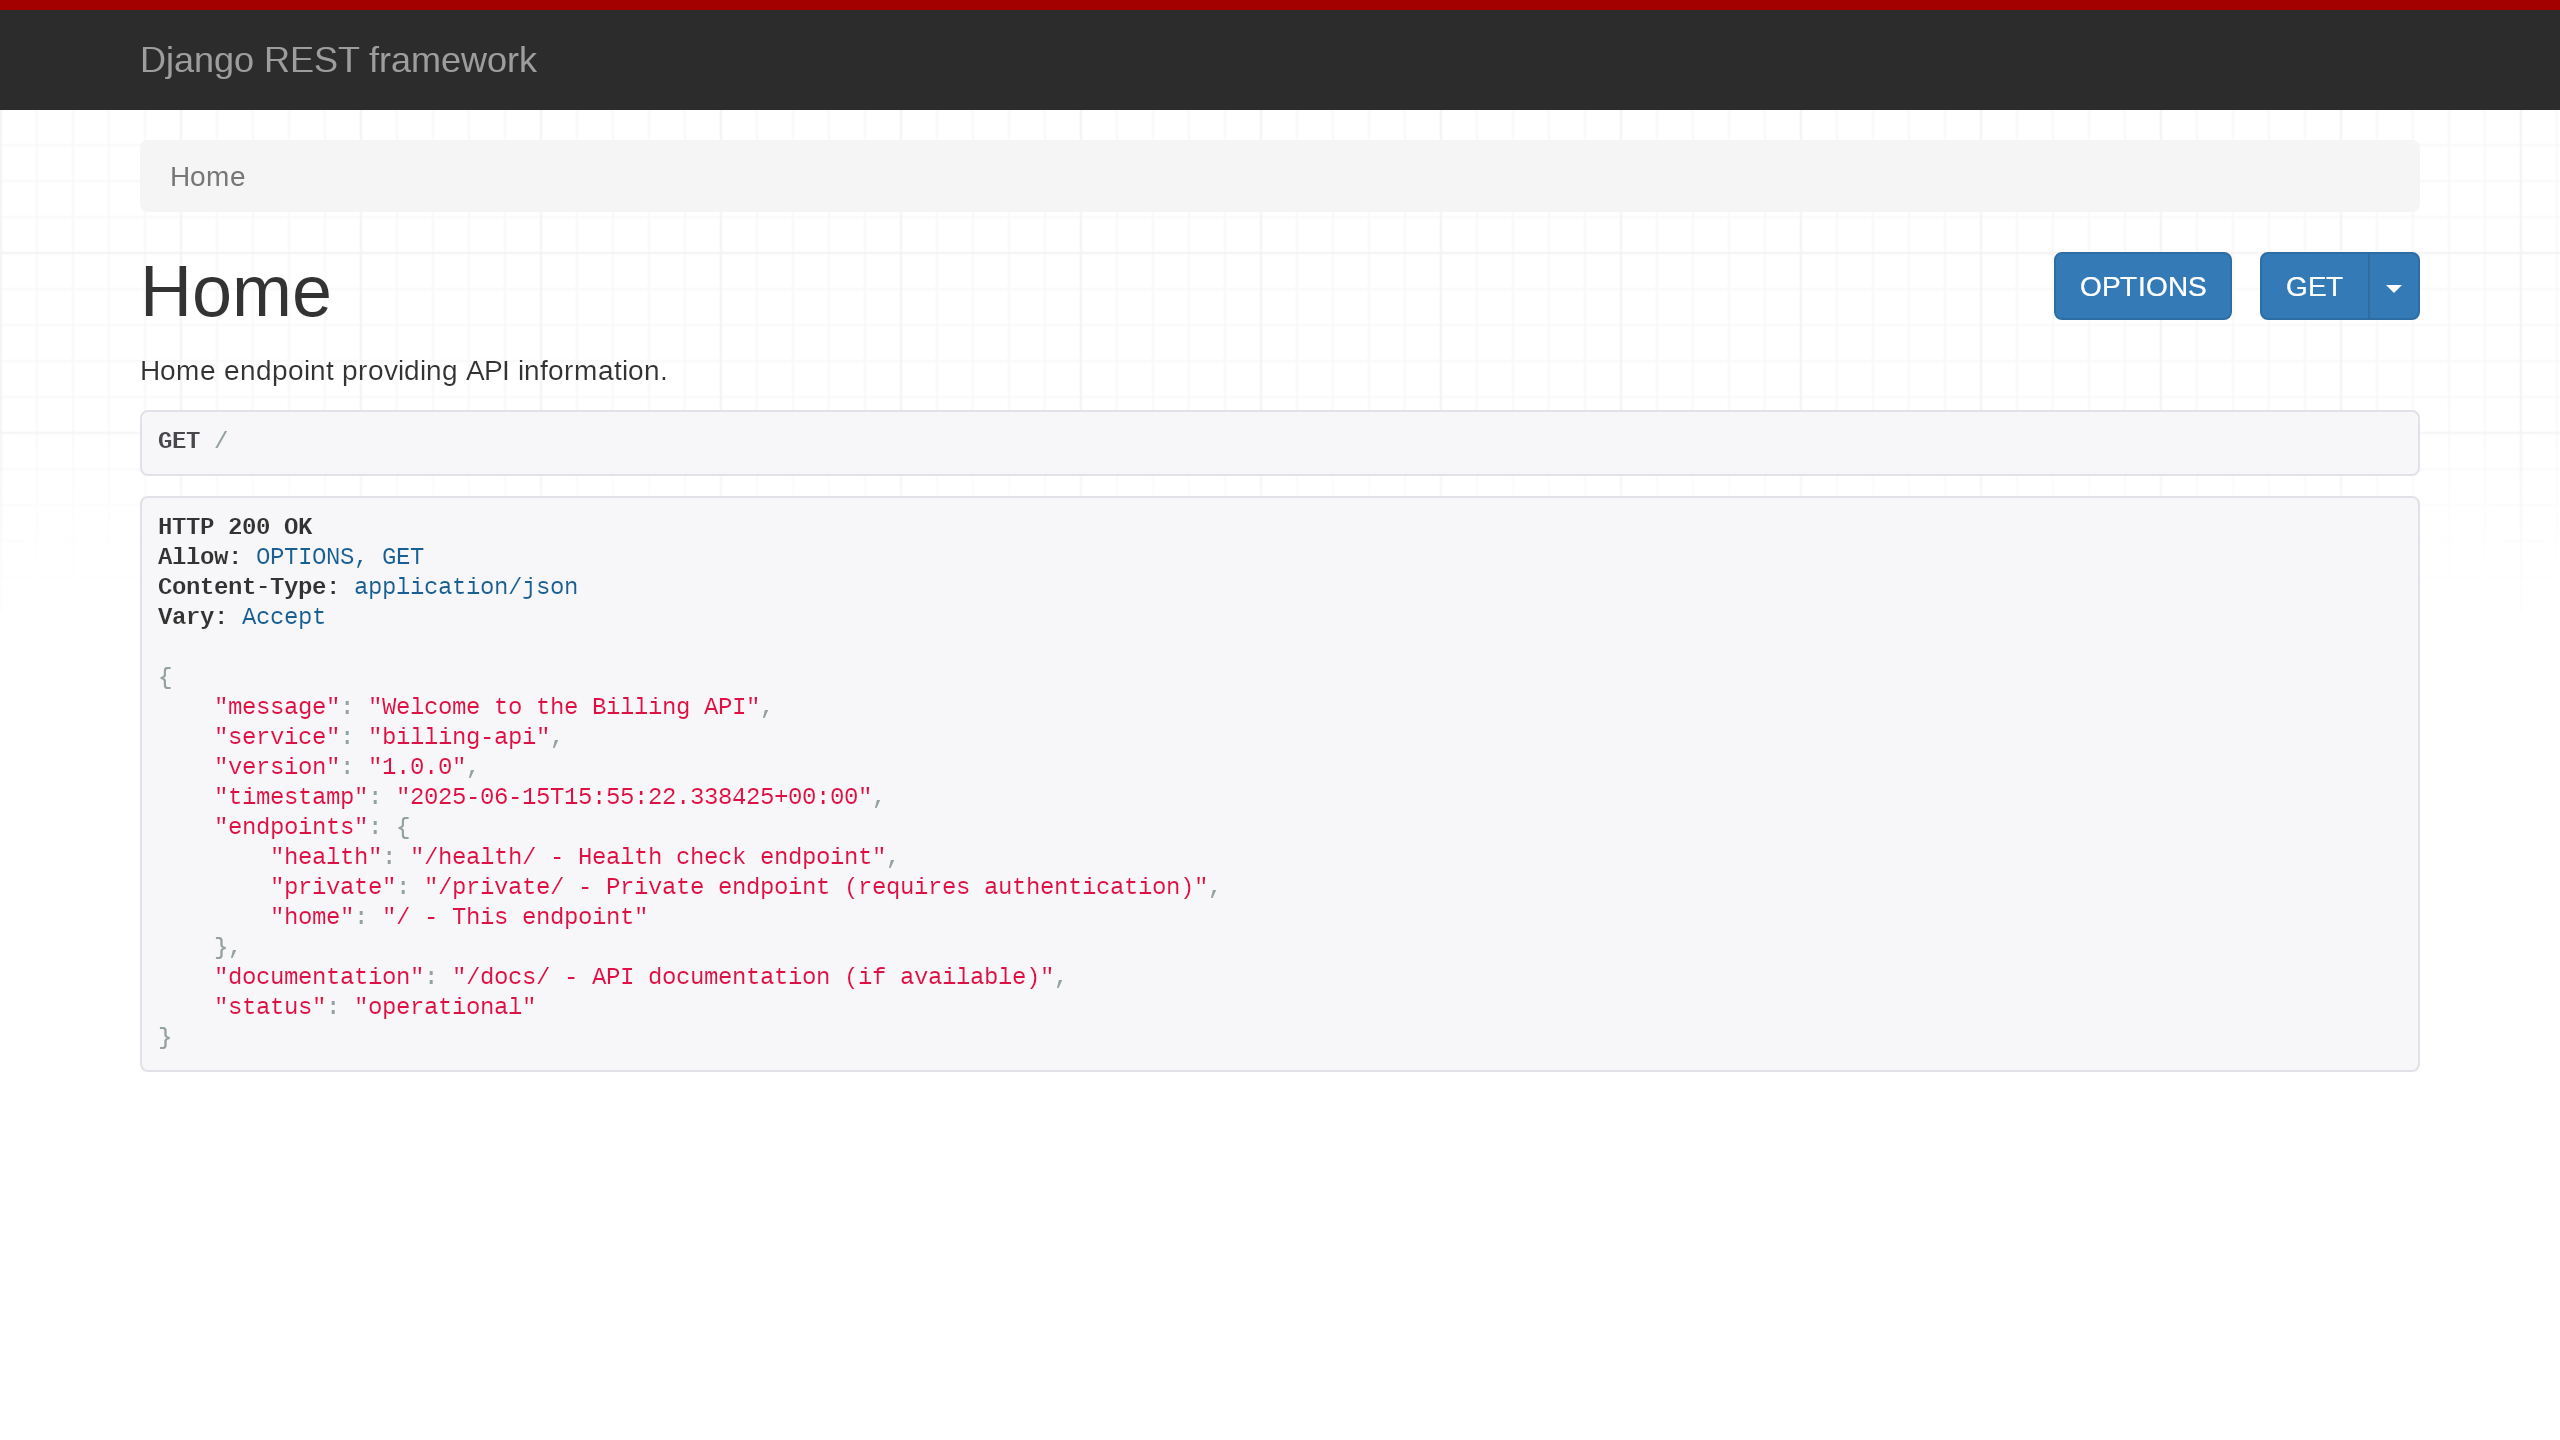 Django REST framework
Home
Home
OPTIONS
GET
Home endpoint providing API information.
GET /
HTTP 200 OK
Allow: OPTIONS, GET
Content-Type: application/json
Vary: Accept
{
    "message": "Welcome to the Billing API",
    "service": "billing-api",
    "version": "1.0.0",
    "timestamp": "2025-06-15T15:55:22.338425+00:00",
    "endpoints": {
        "health": "/health/ - Health check endpoint",
        "private": "/private/ - Private endpoint (requires authentication)",
        "home": "/ - This endpoint"
    },
    "documentation": "/docs/ - API documentation (if available)",
    "status": "operational"
}